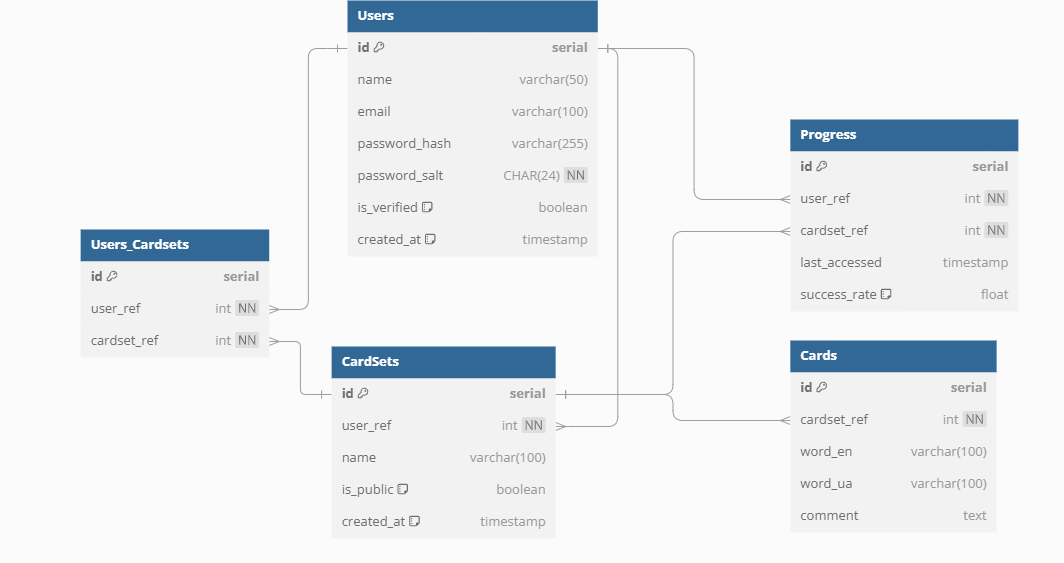 Users
id serial
name varchar(50)
email varchar(100)
password_hash varchar(255)
password_salt CHAR(24) NN
is_verified boolean
created_at timestamp
Users_Cardsets
id serial
user_ref int NN
cardset_ref int NN
CardSets
id serial
user_ref int NN
name varchar(100)
is_public boolean
created_at timestamp
Progress
id serial
user_ref int NN
cardset_ref int NN
last_accessed timestamp
success_rate float
Cards
id serial
cardset_ref int NN
word_en varchar(100)
word_ua varchar(100)
comment text